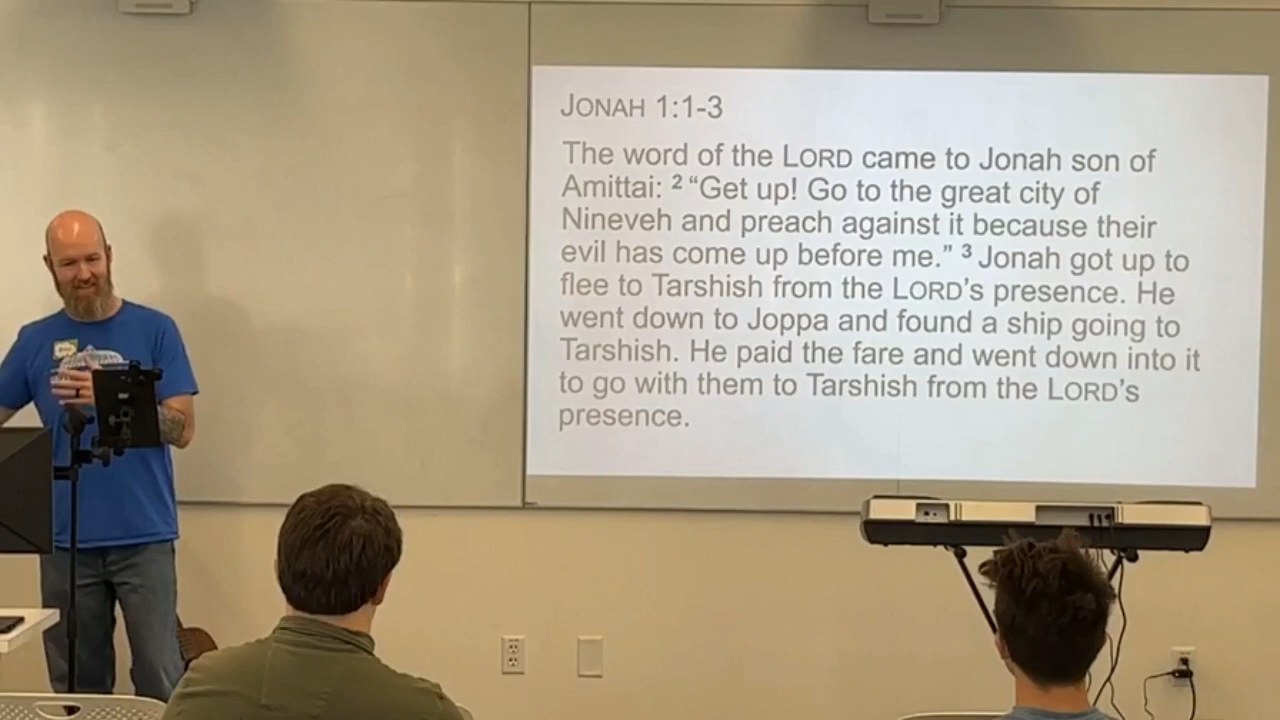 JONAH 1:1-3
The word of the LORD came to Jonah son of
Amittai: ² “Get up! Go to the great city of
Nineveh and preach against it because their
evil has come up before me.” ³ Jonah got up to
flee to Tarshish from the LORD’s presence. He
went down to Joppa and found a ship going to
Tarshish. He paid the fare and went down into it
to go with them to Tarshish from the LORD’s
presence.